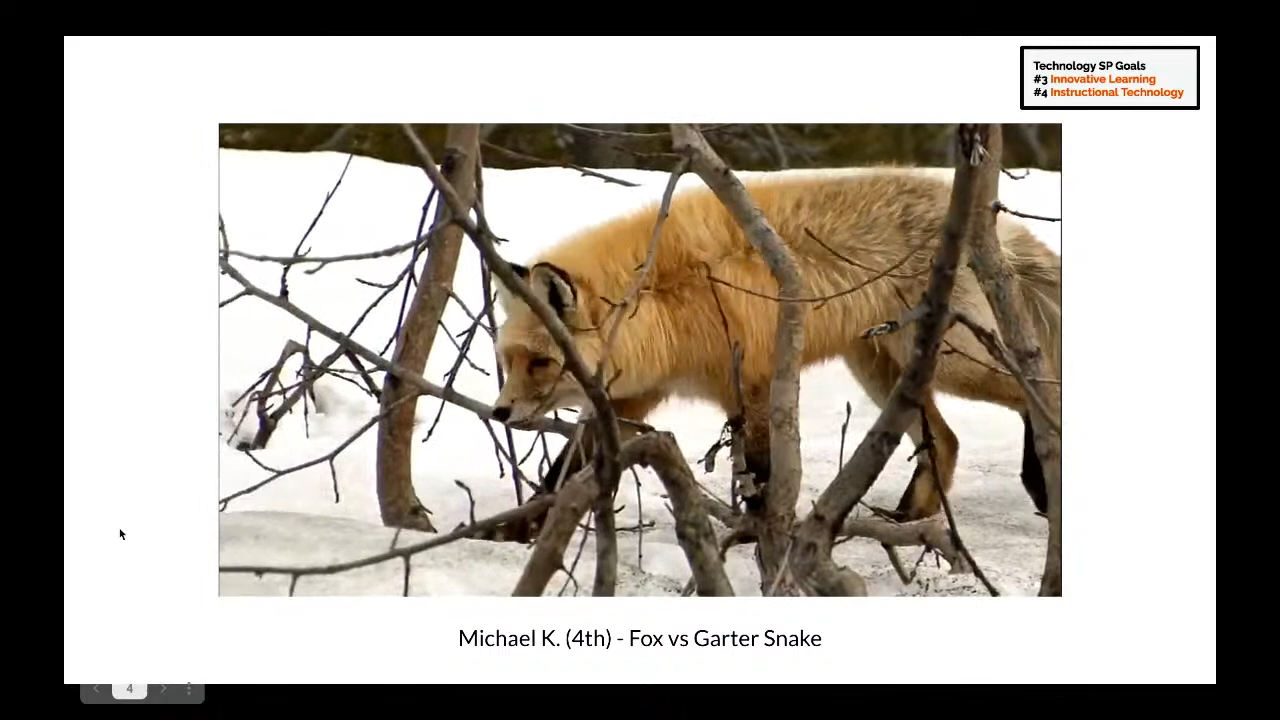 Technology SP Goals
#3 Innovative Learning
#4 Instructional Technology
Michael K. (4th) - Fox vs Garter Snake
4